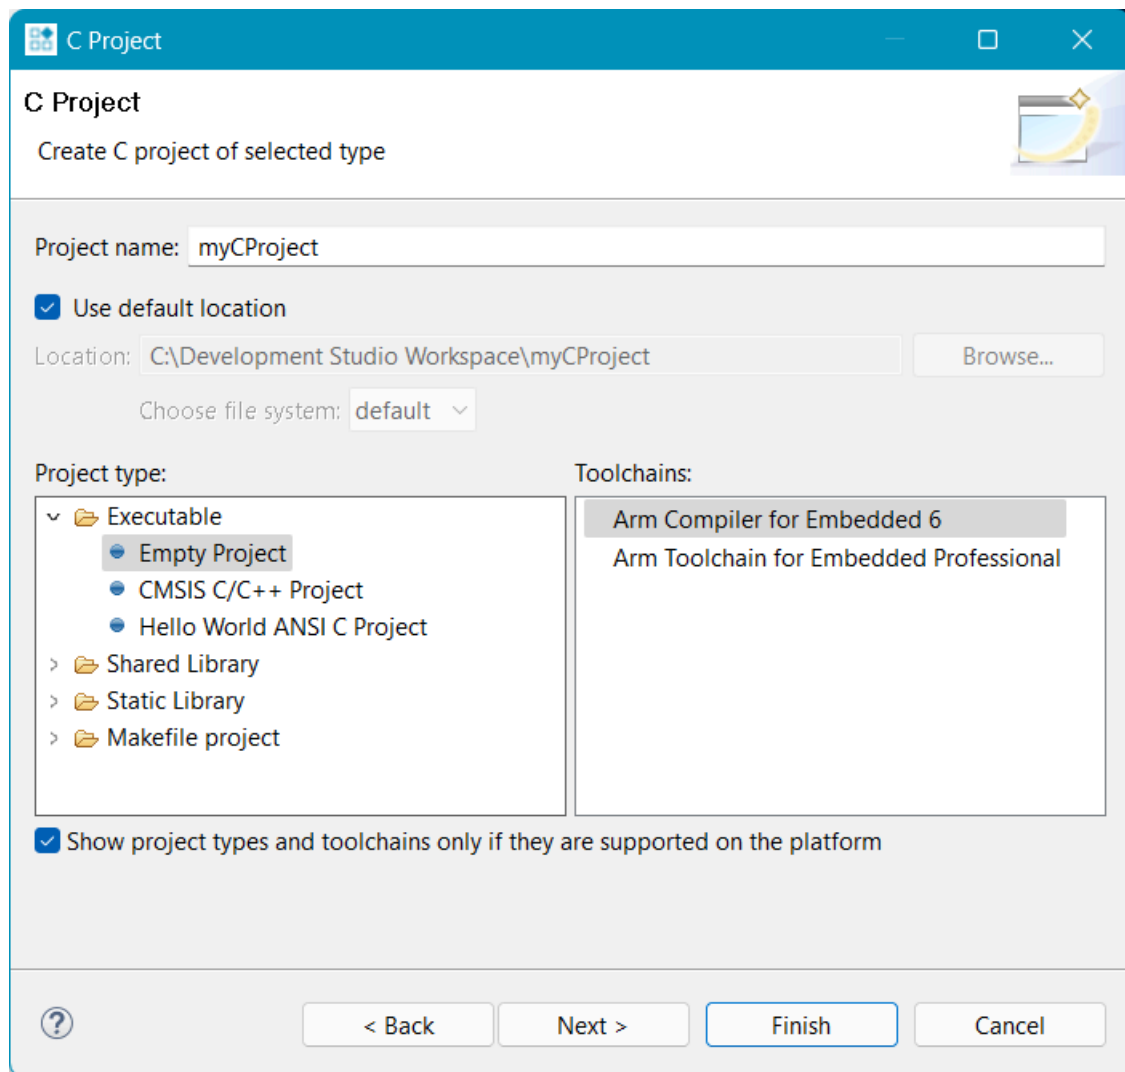 C Project
C Project
Create C project of selected type
Project name: myCProject
Use default location
Location: C:\Development Studio Workspace\myCProject Browse...
Choose file system: default
Project type:
Executable
Empty Project
CMSIS C/C++ Project
Hello World ANSI C Project
Shared Library
Static Library
Makefile project
Toolchains:
Arm Compiler for Embedded 6
Arm Toolchain for Embedded Professional
Show project types and toolchains only if they are supported on the platform
? < Back Next > Finish Cancel